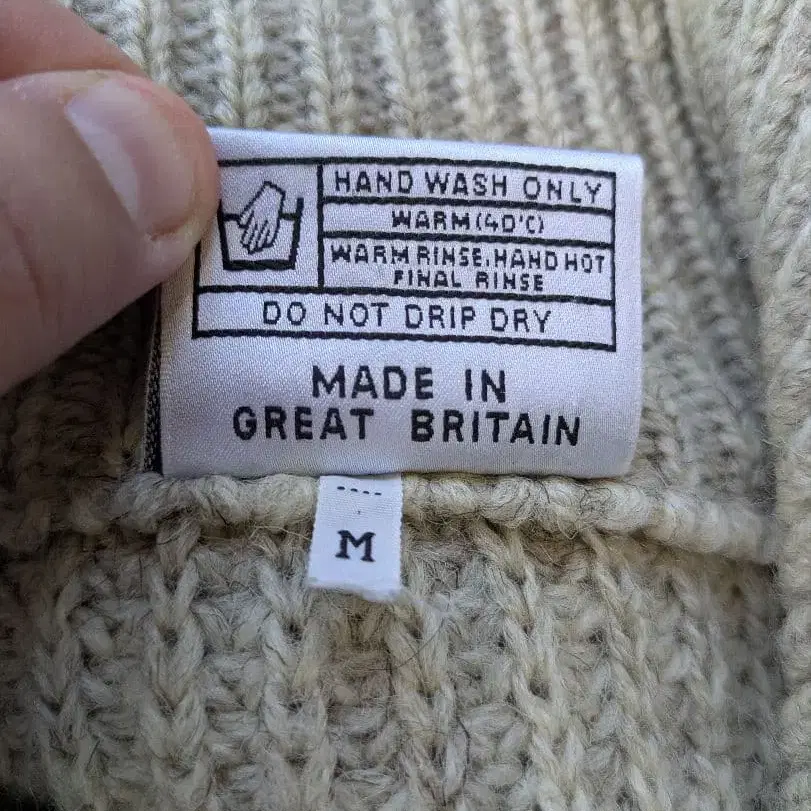 HAND WASH ONLY
WARM (40°C)
WARM RINSE. HAND HOT
FINAL RINSE
DO NOT DRIP DRY
MADE IN
GREAT BRITAIN
M